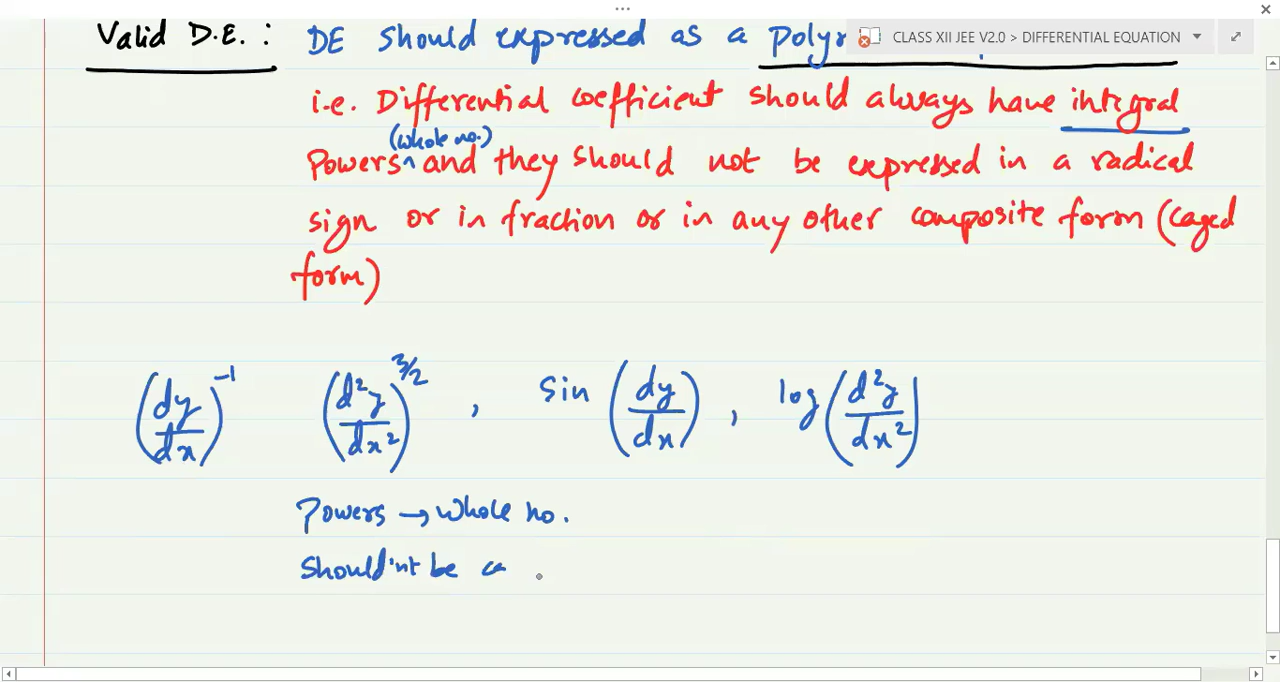 ...
CLASS XII JEE V2.0 > DIFFERENTIAL EQUATION
Valid D.E. : DE should expressed as a
i.e. Differential coefficient should always have integral
(whole no.)
Powers ^ and they should not be expressed in a radical
sign or in fraction or in any other composite form (caged
form)
(dy/dx)⁻¹ (d²y/dx²)^3/2 , sin (dy/dx) , log (d²y/dx²)
Powers → whole no.
Should'nt be ca